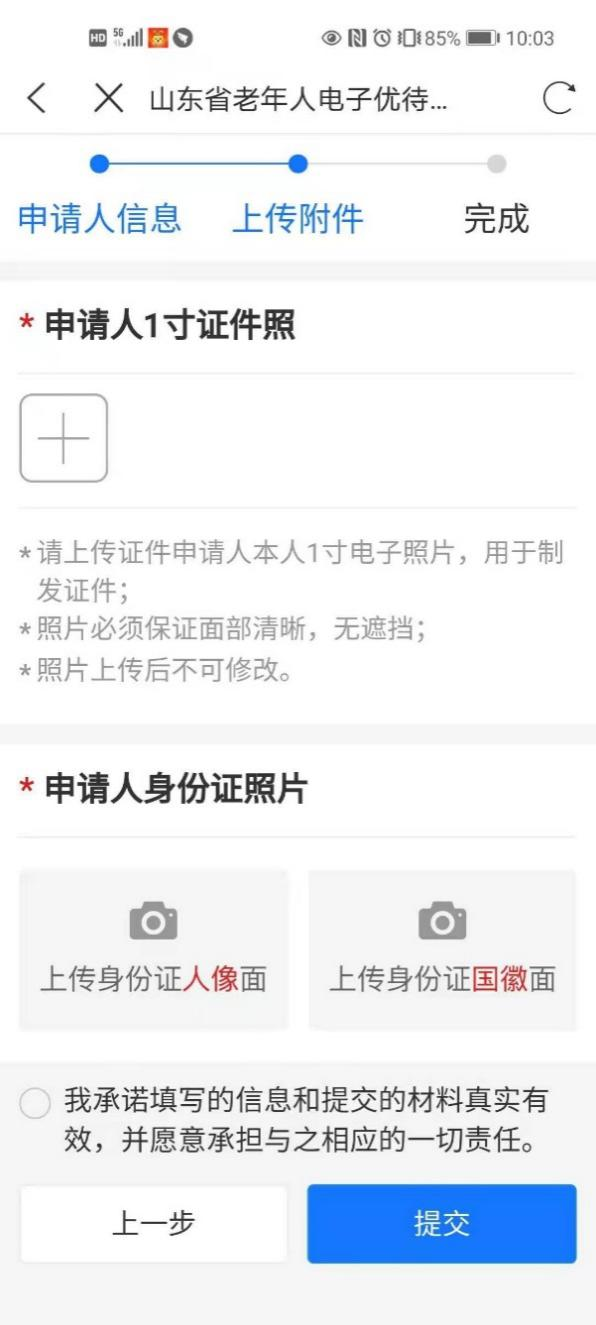 HD 5G 85% 10:03
山东省老年人电子优待...
申请人信息 上传附件 完成
* 申请人1寸证件照
*请上传证件申请人本人1寸电子照片，用于制
发证件；
*照片必须保证面部清晰，无遮挡；
*照片上传后不可修改。
* 申请人身份证照片
上传身份证人像面 上传身份证国徽面
我承诺填写的信息和提交的材料真实有
效，并愿意承担与之相应的一切责任。
上一步 提交